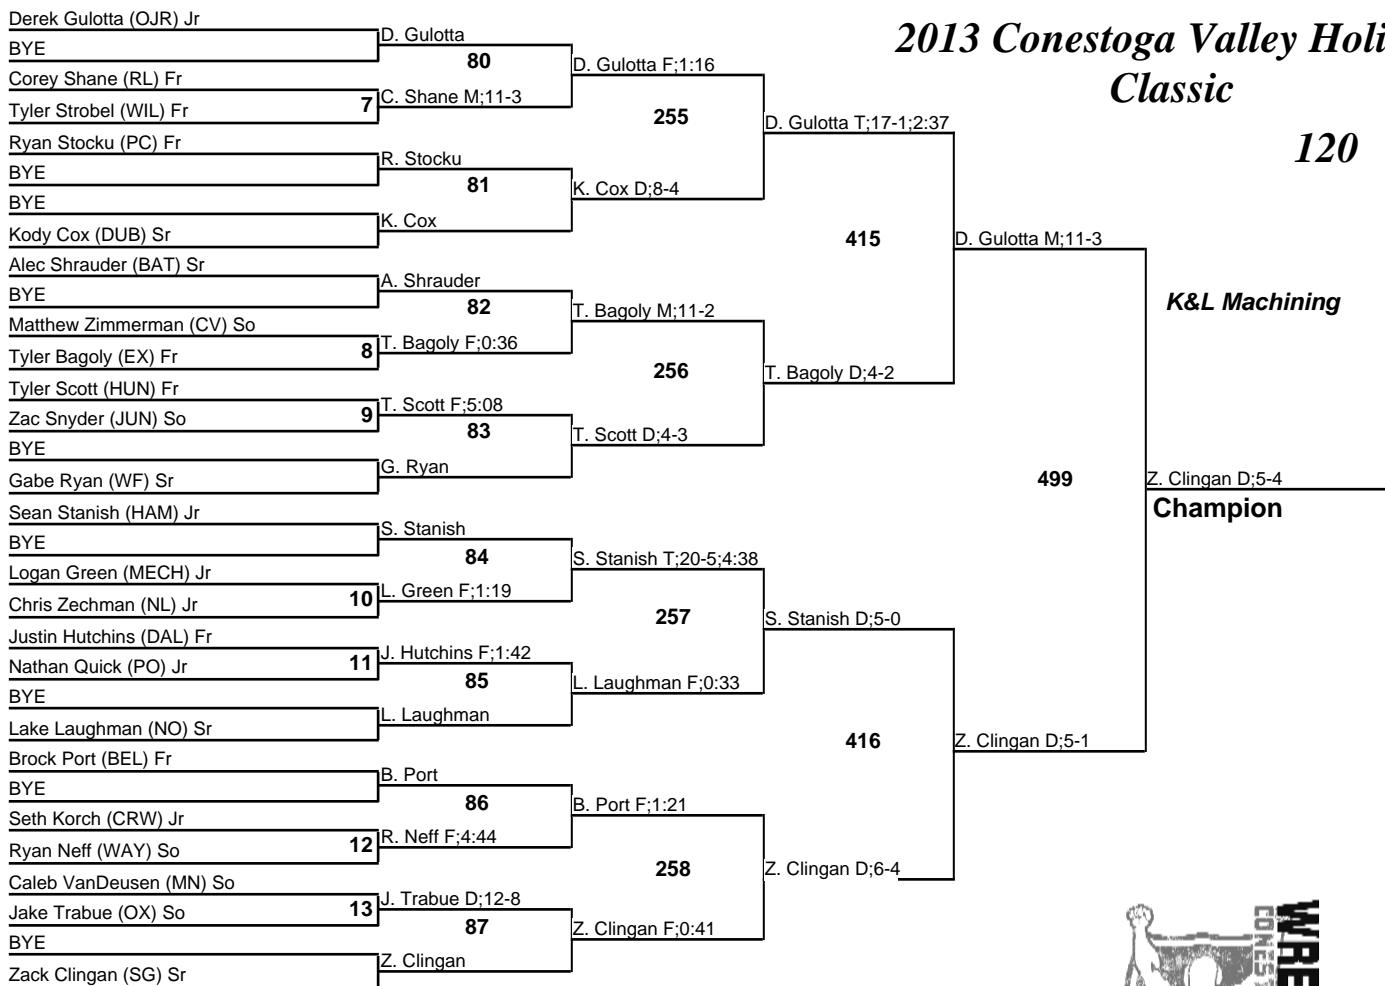 Derek Gulotta (OJR) Jr
BYE
Corey Shane (RL) Fr
Tyler Strobel (WIL) Fr
Ryan Stocku (PC) Fr
BYE
BYE
Kody Cox (DUB) Sr
Alec Shrauder (BAT) Sr
BYE
Matthew Zimmerman (CV) So
Tyler Bagoly (EX) Fr
Tyler Scott (HUN) Fr
Zac Snyder (JUN) So
BYE
Gabe Ryan (WF) Sr
Sean Stanish (HAM) Jr
BYE
Logan Green (MECH) Jr
Chris Zechman (NL) Jr
Justin Hutchins (DAL) Fr
Nathan Quick (PO) Jr
BYE
Lake Laughman (NO) Sr
Brock Port (BEL) Fr
BYE
Seth Korch (CRW) Jr
Ryan Neff (WAY) So
Caleb VanDeusen (MN) So
Jake Trabue (OX) So
BYE
Zack Clingan (SG) Sr
7
8
9
10
11
12
13
D. Gulotta
80
C. Shane M;11-3
R. Stocku
81
K. Cox
A. Shrauder
82
T. Bagoly F;0:36
T. Scott F;5:08
83
G. Ryan
S. Stanish
84
L. Green F;1:19
J. Hutchins F;1:42
85
L. Laughman
B. Port
86
R. Neff F;4:44
J. Trabue D;12-8
87
Z. Clingan
D. Gulotta F;1:16
255
K. Cox D;8-4
T. Bagoly M;11-2
256
T. Scott D;4-3
S. Stanish T;20-5;4:38
257
L. Laughman F;0:33
B. Port F;1:21
258
Z. Clingan F;0:41
D. Gulotta T;17-1;2:37
415
T. Bagoly D;4-2
S. Stanish D;5-0
416
Z. Clingan D;6-4
D. Gulotta M;11-3
499
Z. Clingan D;5-1
Z. Clingan D;5-4
Champion
2013 Conestoga Valley Holi
Classic
120
K&L Machining
WRE
CONEST